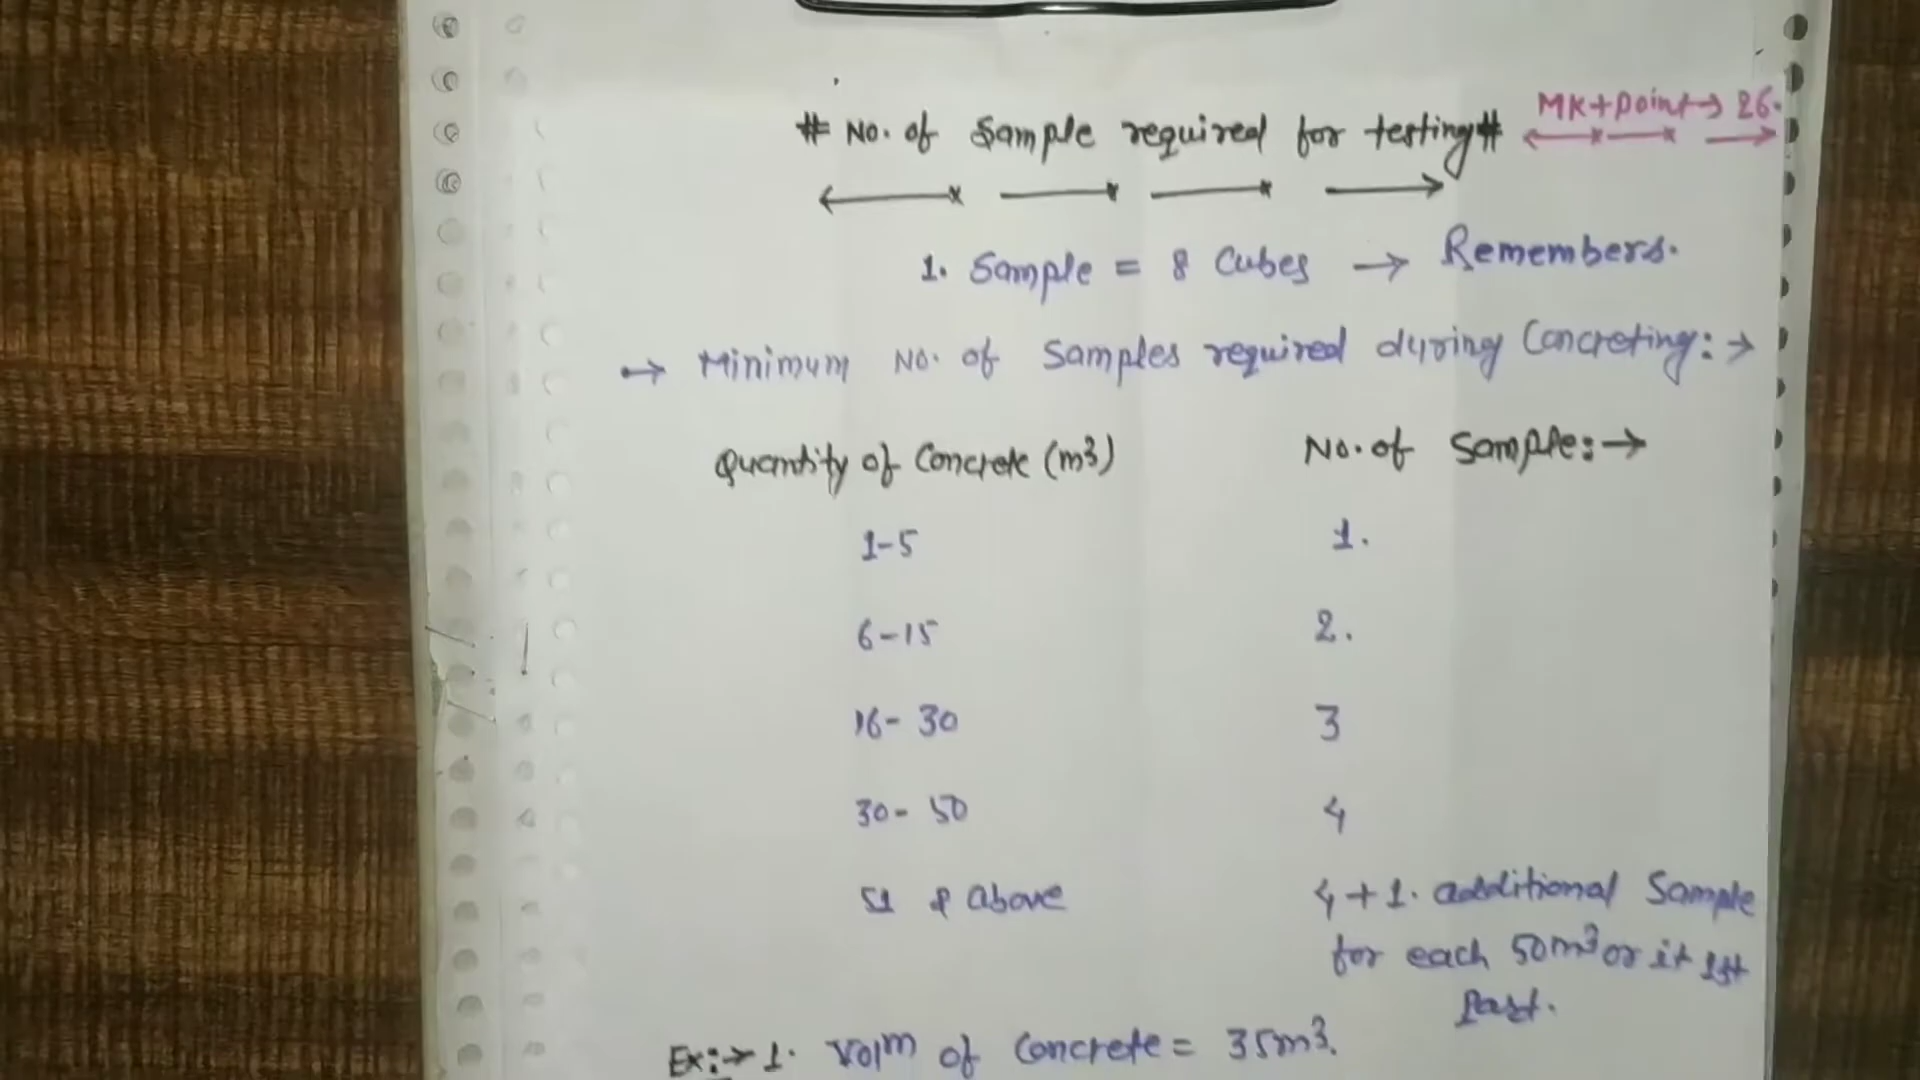 # No. of Sample required for testing# MK+point→ 26.
1. Sample = 8 Cubes → Remembers.
→ Minimum No. of Samples required during Concreting:→
Quantity of Concrete (m³) No. of Sample:→
1-5 1.
6-15 2.
16-30 3
30-50 4
51 & above 4+1. additional Sample
for each 50m³ or it 1st
Part.
Ex:→ 1. Volm of Concrete = 35m³.